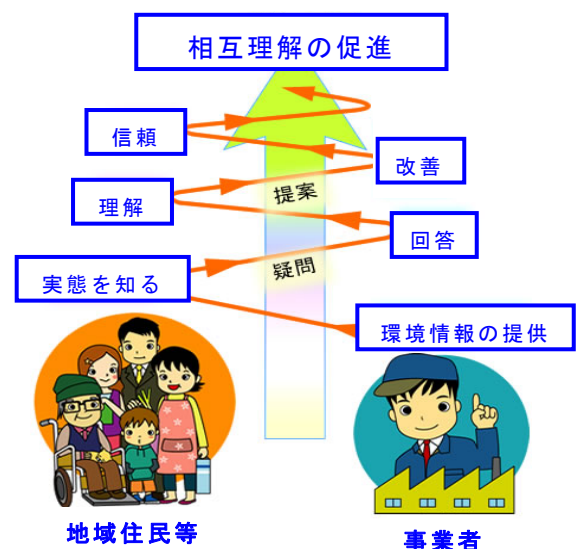 相互理解の促進
信頼
改善
提案
理解
回答
疑問
実態を知る
環境情報の提供
地域住民等
事業者